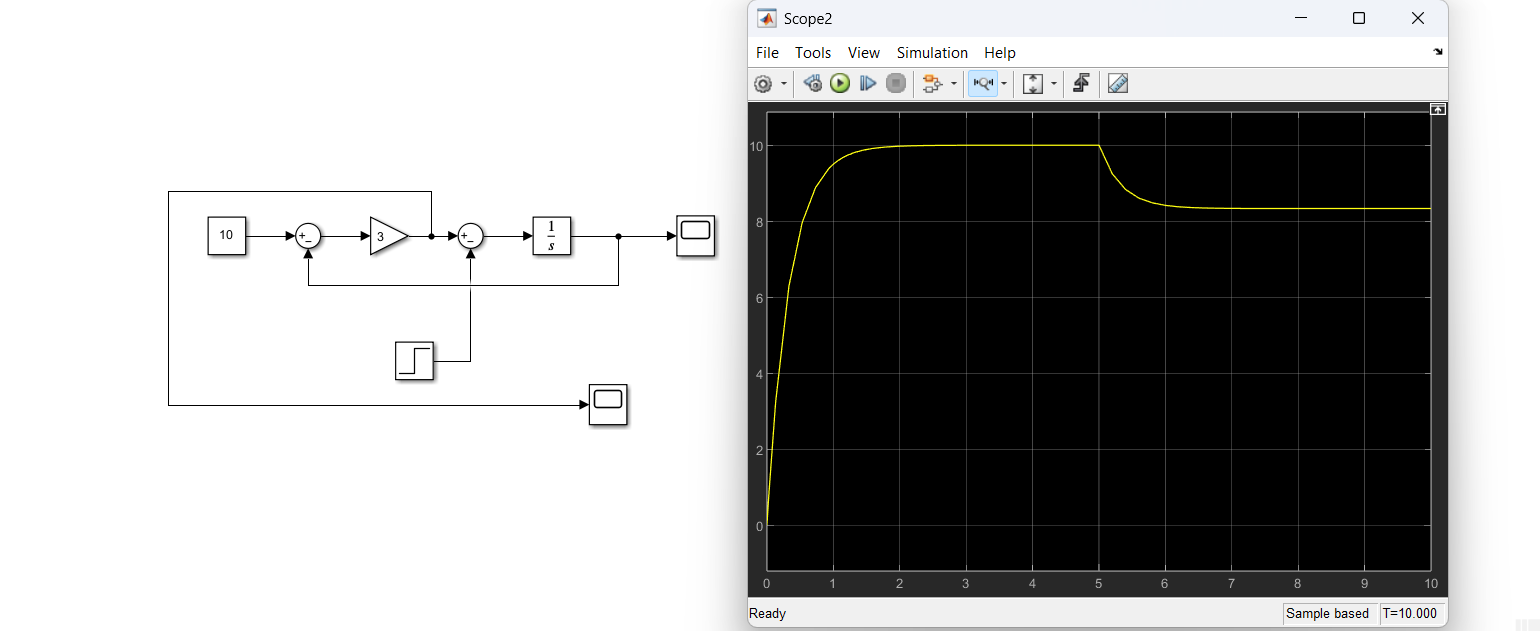 Scope2
File Tools View Simulation Help
10
+
−
3
+
−
1
s
10
8
6
4
2
0
0 1 2 3 4 5 6 7 8 9 10
Ready
Sample based T=10.000